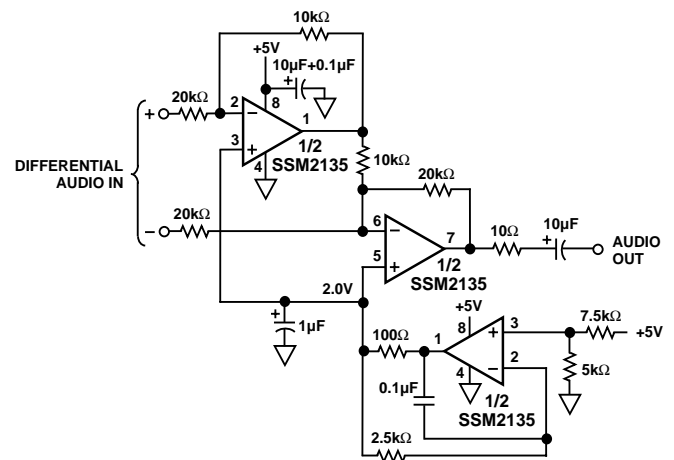 10kΩ
+5V
10µF+0.1µF
+
20kΩ
+
2
−
8
1
3
+
4
1/2
SSM2135
10kΩ
20kΩ
DIFFERENTIAL
AUDIO IN
−
20kΩ
6
−
7
10Ω
10µF
+
AUDIO
OUT
5
+
1/2
SSM2135
2.0V
+
1µF
+5V
7.5kΩ
+5V
100Ω
1
8
3
+
4
−
2
5kΩ
0.1µF
1/2
SSM2135
2.5kΩ